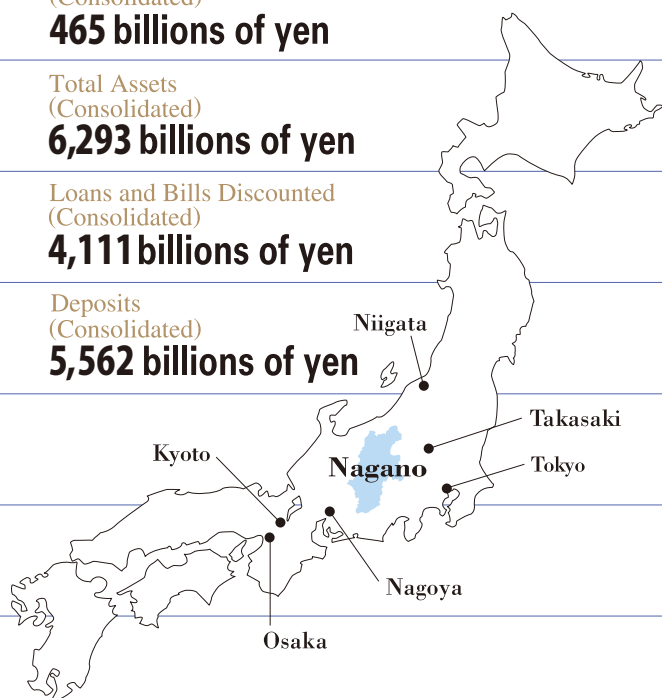 (Consolidated)
465 billions of yen
Total Assets
(Consolidated)
6,293 billions of yen
Loans and Bills Discounted
(Consolidated)
4,111 billions of yen
Deposits
(Consolidated)
5,562 billions of yen
Niigata
Takasaki
Kyoto
Nagano
Tokyo
Nagoya
Osaka